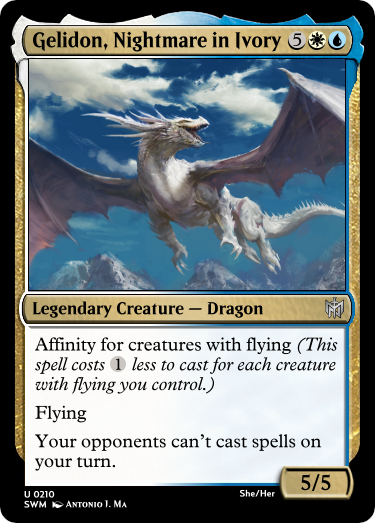 Gelidon, Nightmare in Ivory 5
Legendary Creature — Dragon
Affinity for creatures with flying (This
spell costs 1 less to cast for each creature
with flying you control.)
Flying
Your opponents can't cast spells on
your turn.
5/5
U 0210
She/Her
SWM Antonio J. Ma